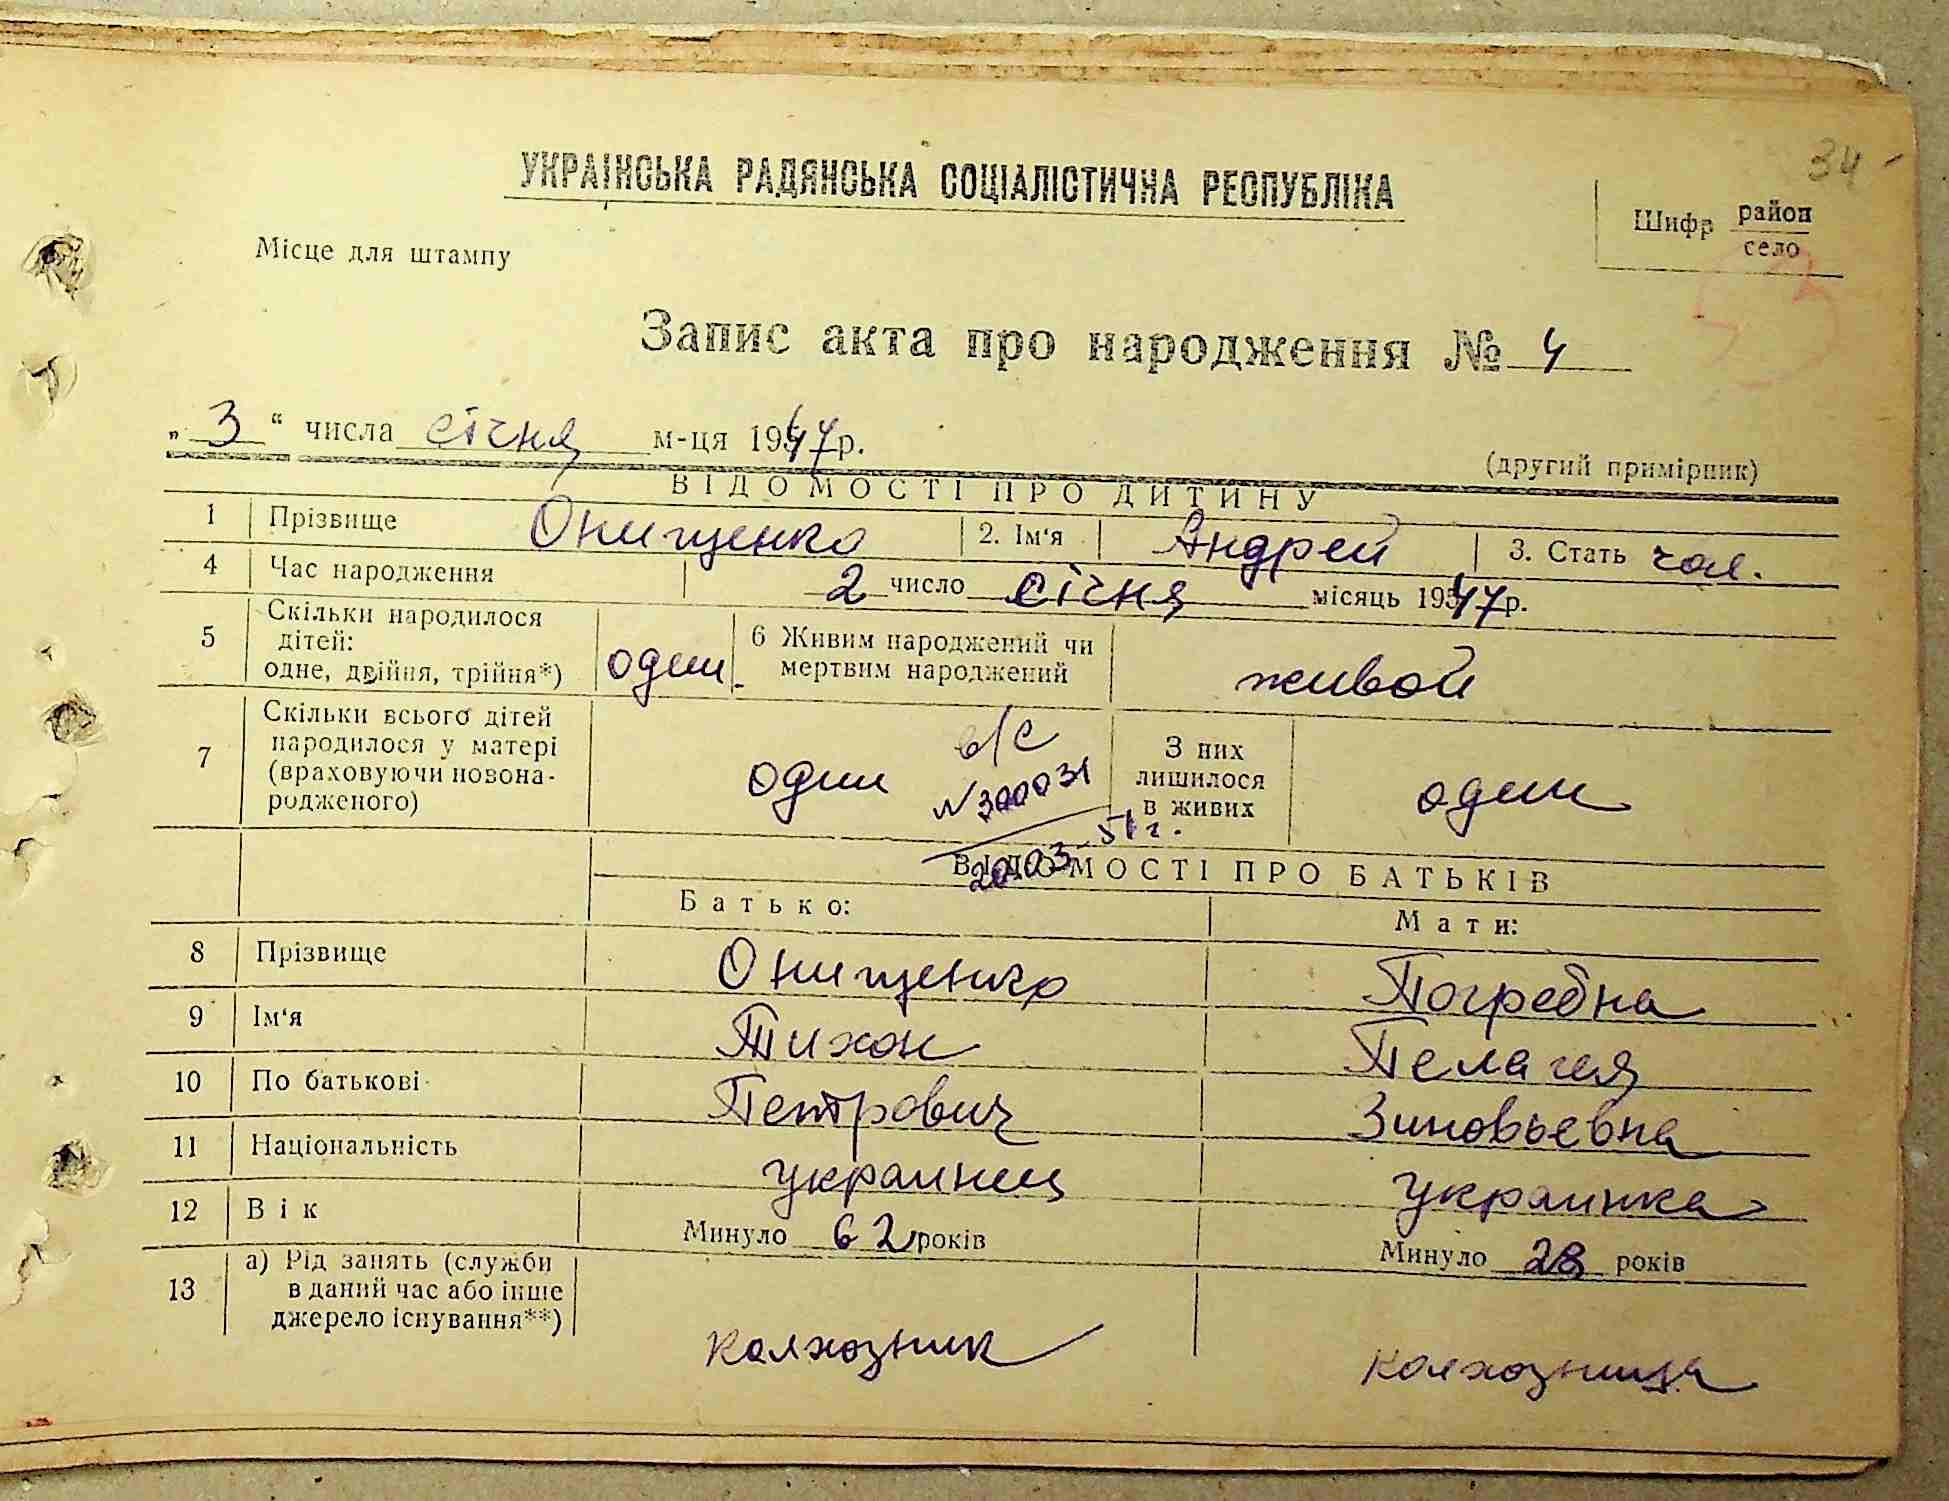 34
УКРАЇНСЬКА РАДЯНСЬКА СОЦІАЛІСТИЧНА РЕСПУБЛІКА
Шифр район
село
Місце для штампу
Запис акта про народження № 4
„ 3 “ числа січня м-ця 1947 р.
(другий примірник)
ВІДОМОСТІ ПРО ДИТИНУ
1 Прізвище Онищенко 2. Ім'я Андрей 3. Стать чол.
4 Час народження 2 число січня місяць 1947 р.
5 Скільки народилося дітей: одне, двійня, трійня*) один. 6 Живим народжений чи мертвим народжений живой
7 Скільки всього дітей народилося у матері (враховуючи новонародженого) один З них лишилося в живих один
в/с
№300031
20.03-51 г.
ВІДОМОСТІ ПРО БАТЬКІВ
Батько: Мати:
8 Прізвище Онищенко Погребна
9 Ім'я Тихон Пелагея
10 По батькові Петрович Зиновьевна
11 Національність украинец украинка
12 Вік Минуло 62 років Минуло 28 років
13 а) Рід занять (служби в даний час або інше джерело існування**) колхозник колхозница